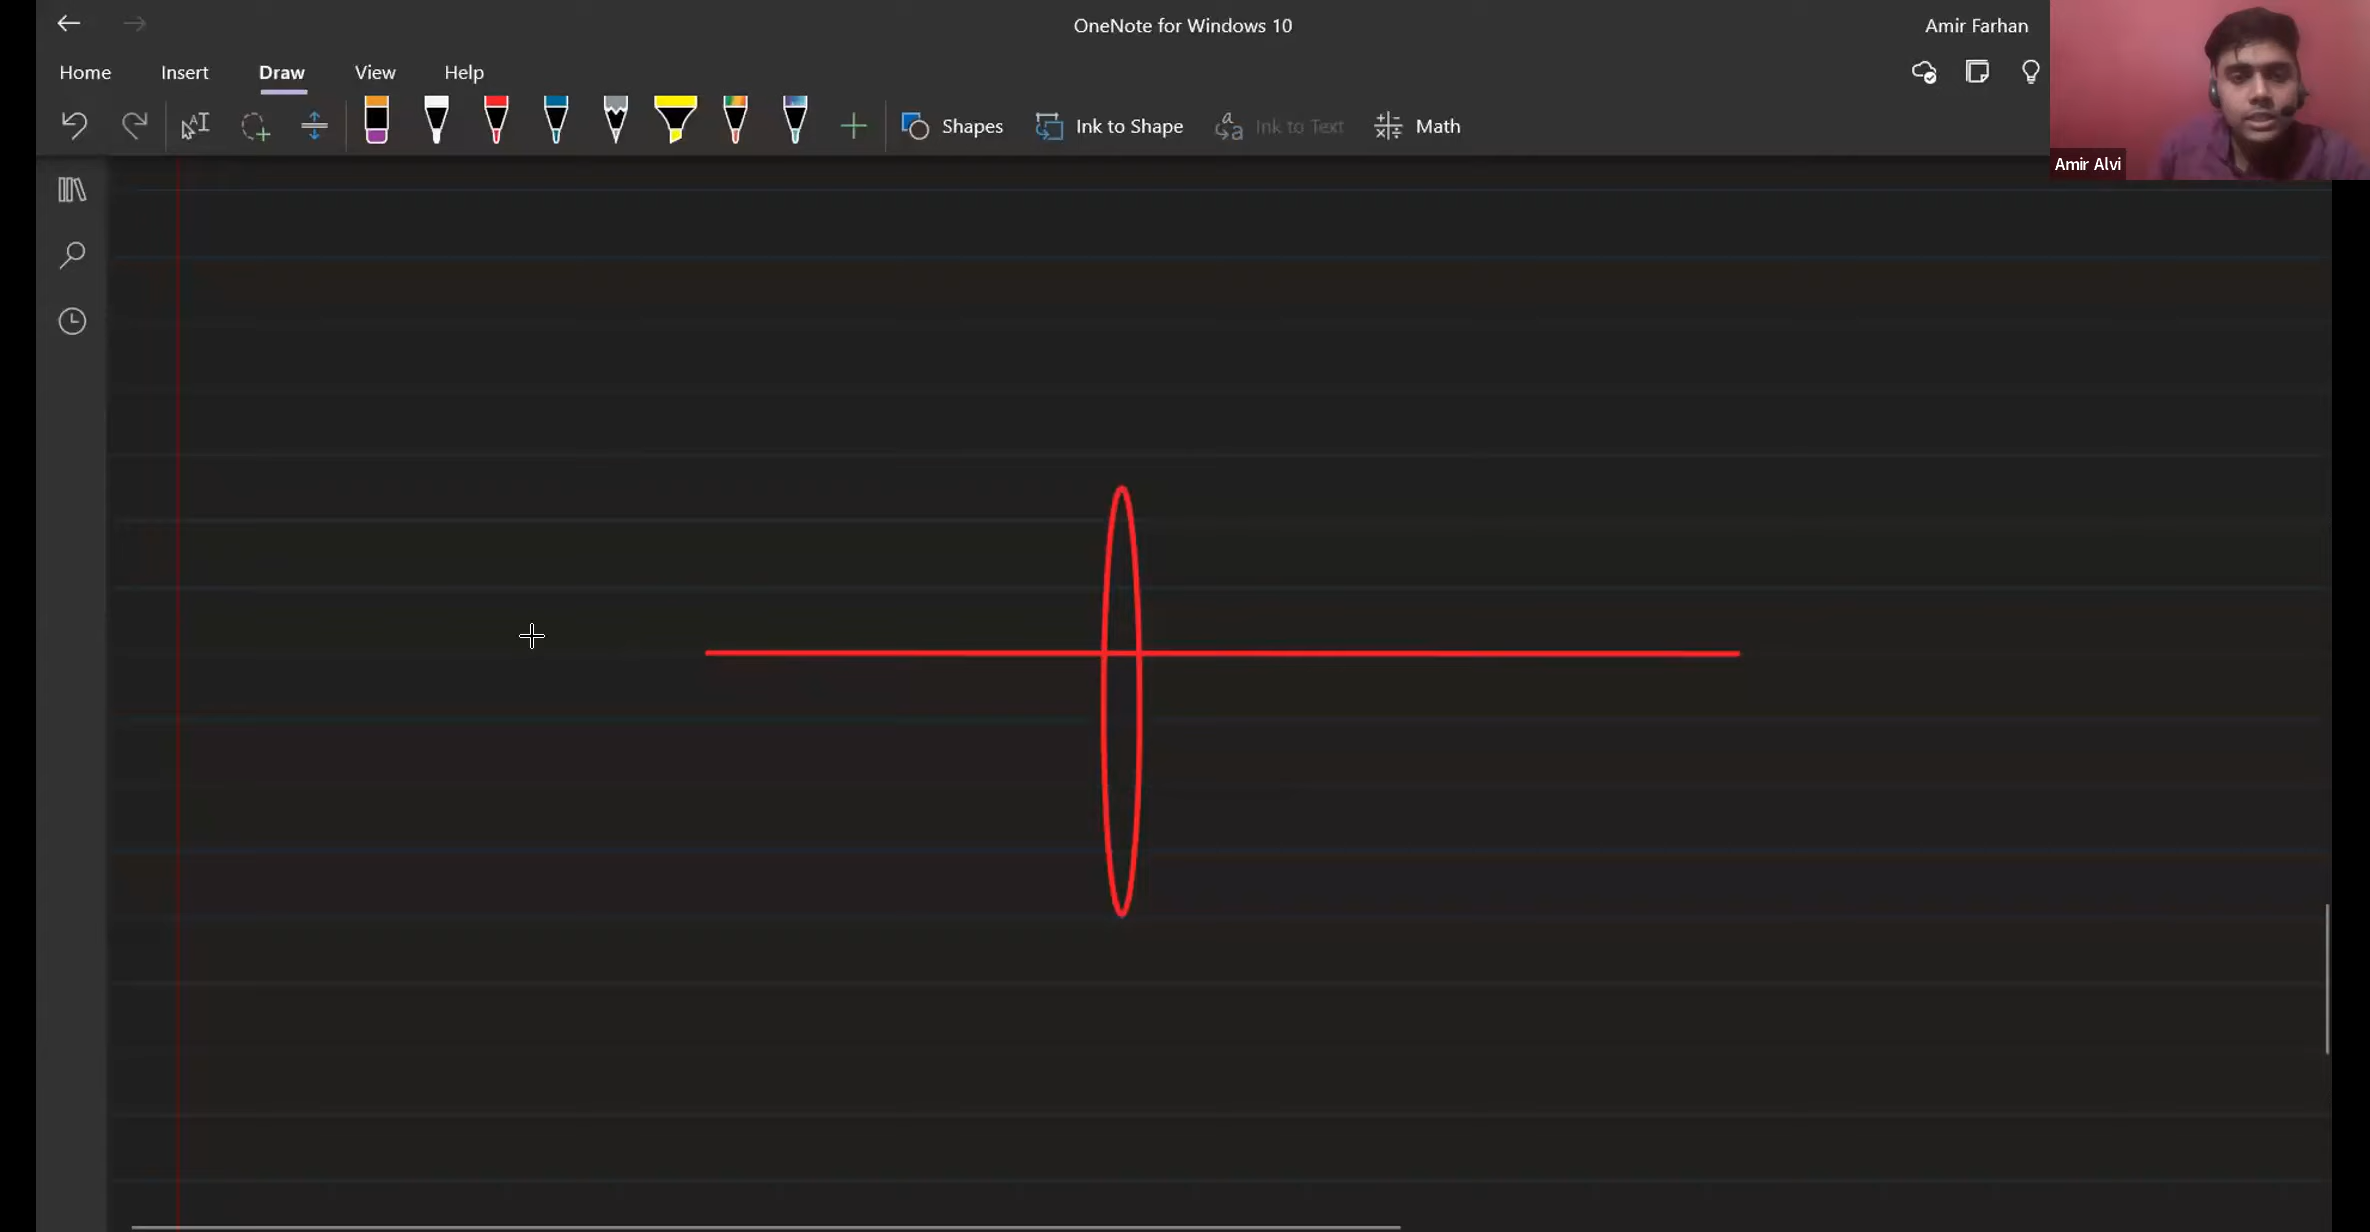 OneNote for Windows 10
Amir Farhan
Home Insert Draw View Help
Shapes Ink to Shape Ink to Text Math
Amir Alvi